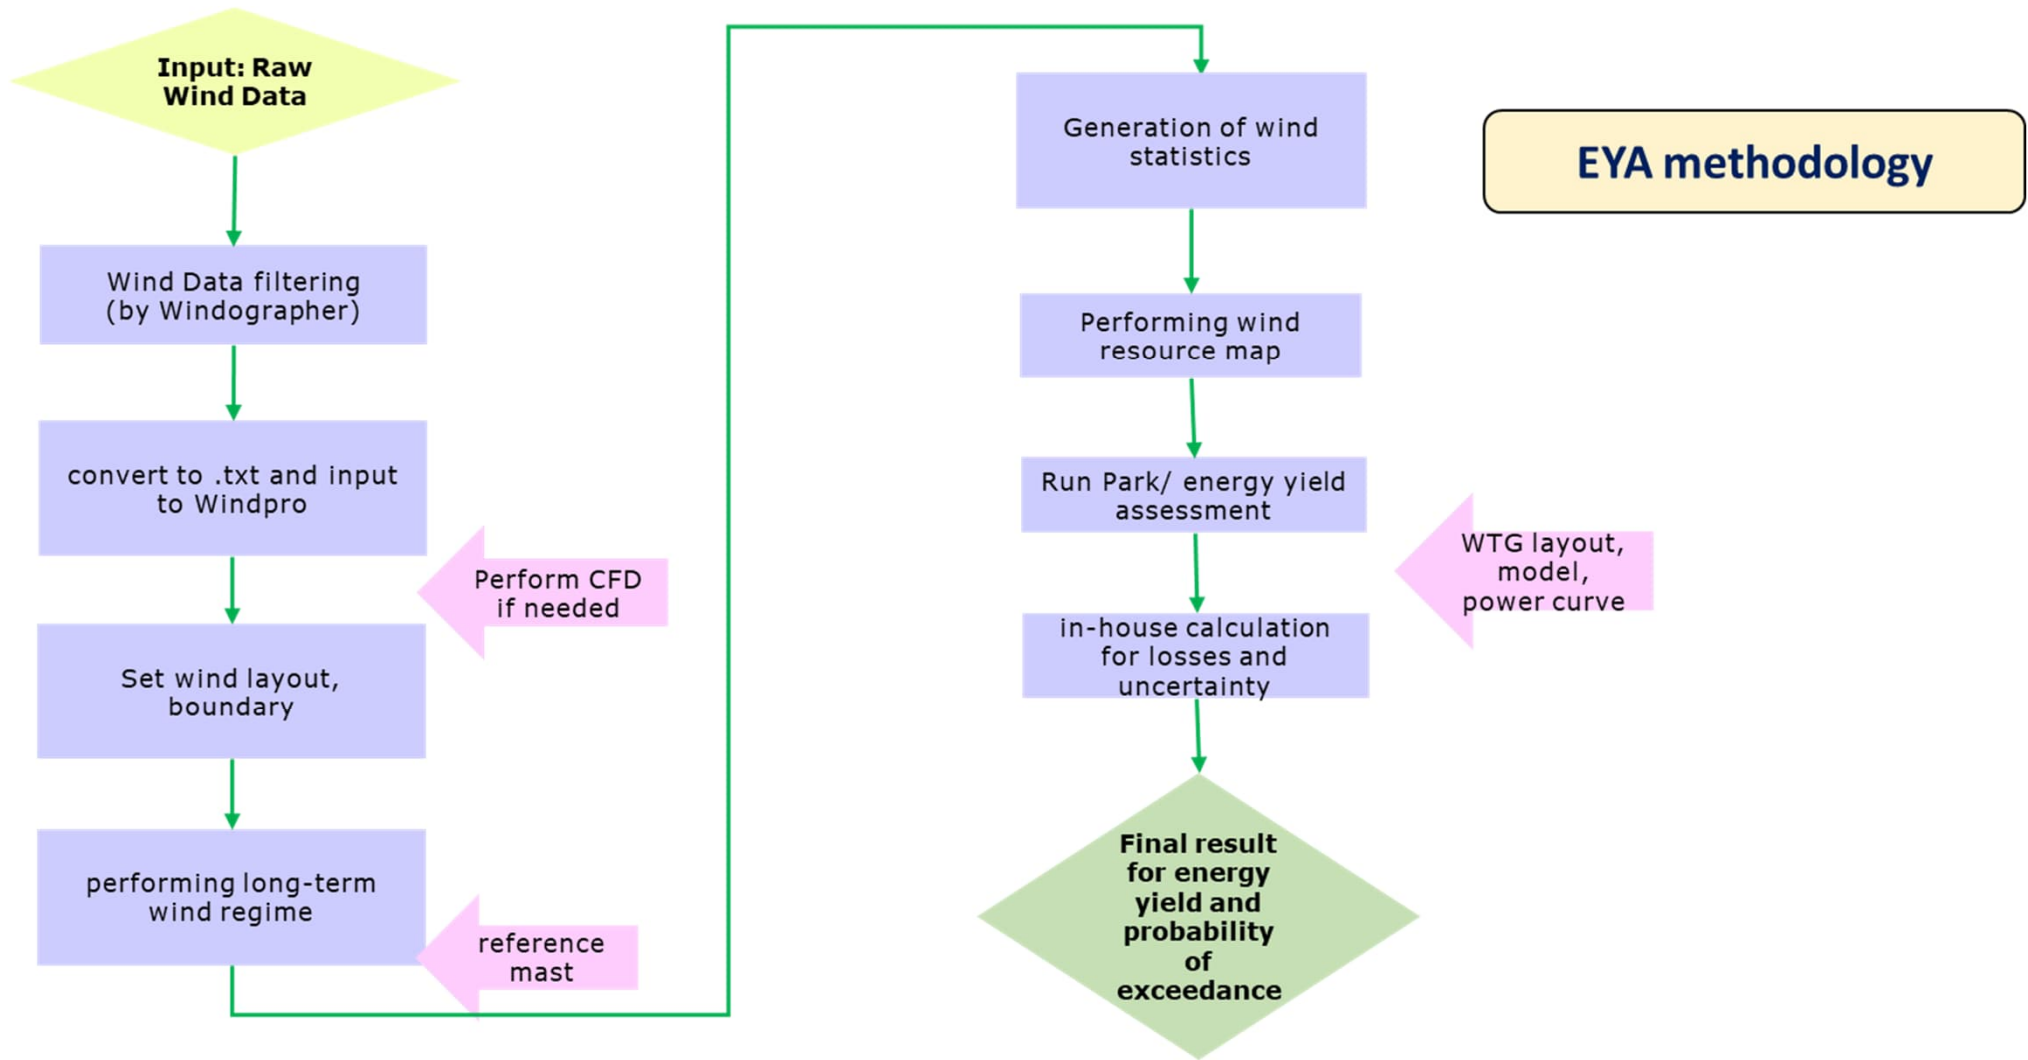 Input: Raw
Wind Data
Wind Data filtering
(by Windographer)
convert to .txt and input
to Windpro
Perform CFD
if needed
Set wind layout,
boundary
performing long-term
wind regime
reference
mast
Generation of wind
statistics
Performing wind
resource map
Run Park/ energy yield
assessment
WTG layout,
model,
power curve
in-house calculation
for losses and
uncertainty
Final result
for energy
yield and
probability
of
exceedance
EYA methodology